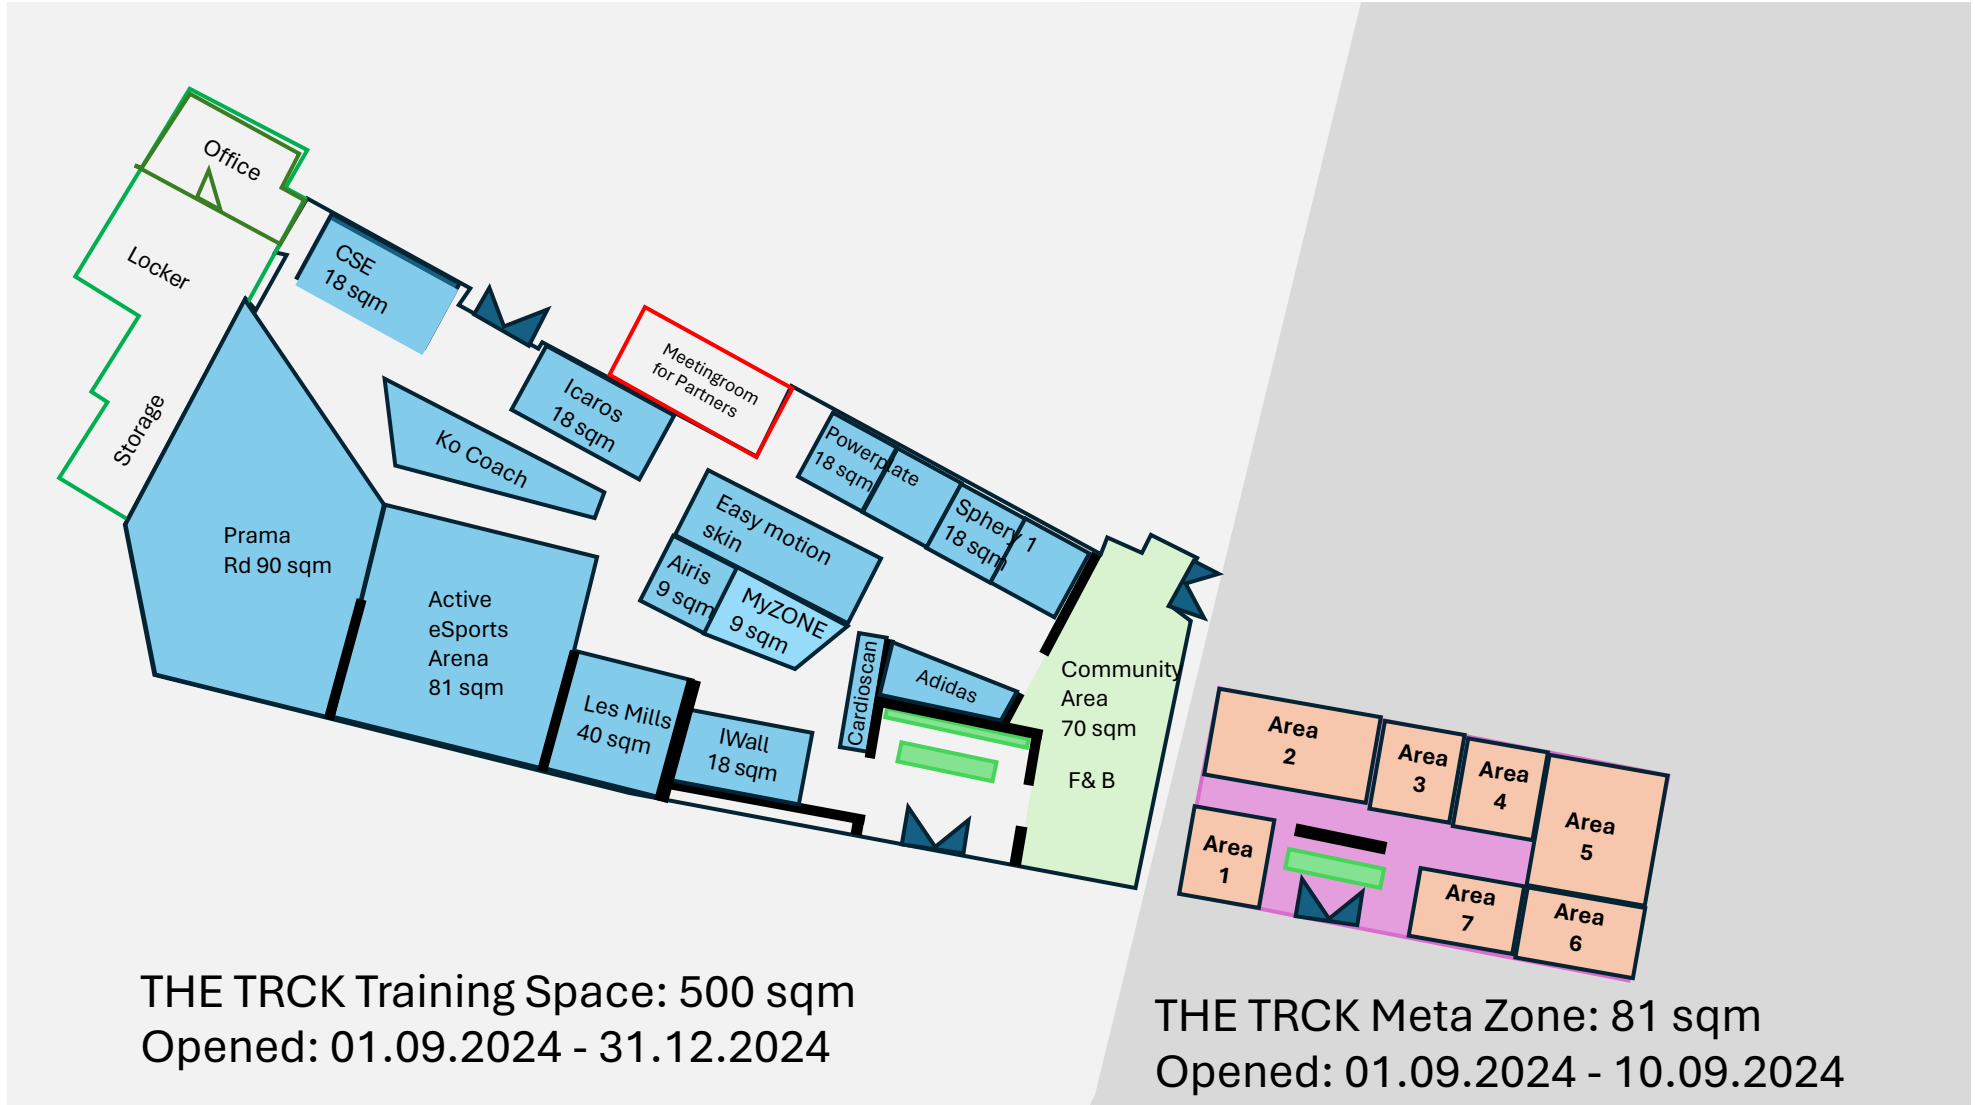 Office
Locker
Storage
CSE
18 sqm
Icaros
18 sqm
Meetingroom
for Partners
Ko Coach
Powerplate
18 sqm
Sphery 1
18 sqm
Easy motion
skin
Airis
9 sqm
MyZONE
9 sqm
Prama
Rd 90 sqm
Active
eSports
Arena
81 sqm
Les Mills
40 sqm
IWall
18 sqm
Cardioscan
Adidas
Community
Area
70 sqm
F& B
Area
1
Area
2
Area
3
Area
4
Area
5
Area
6
Area
7
THE TRCK Training Space: 500 sqm
Opened: 01.09.2024 - 31.12.2024
THE TRCK Meta Zone: 81 sqm
Opened: 01.09.2024 - 10.09.2024